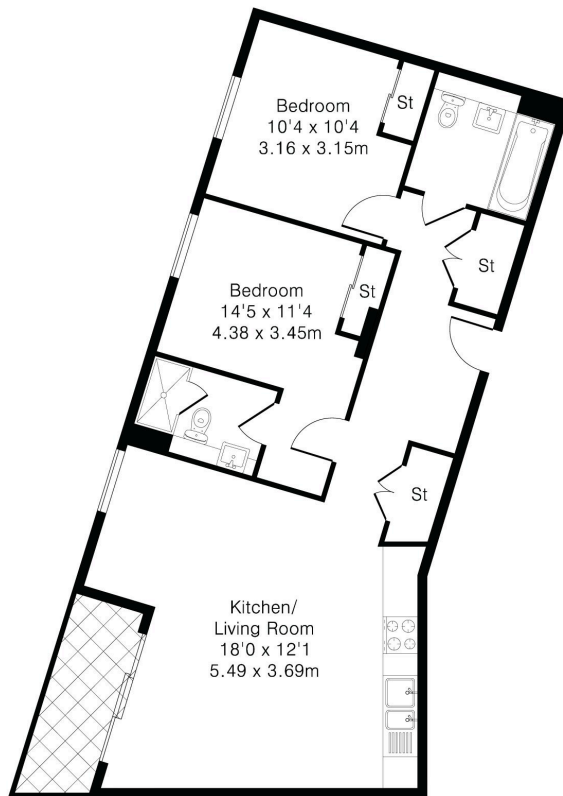 Bedroom
10'4 x 10'4
3.16 x 3.15m
St
St
Bedroom
14'5 x 11'4
4.38 x 3.45m
St
St
Kitchen/
Living Room
18'0 x 12'1
5.49 x 3.69m